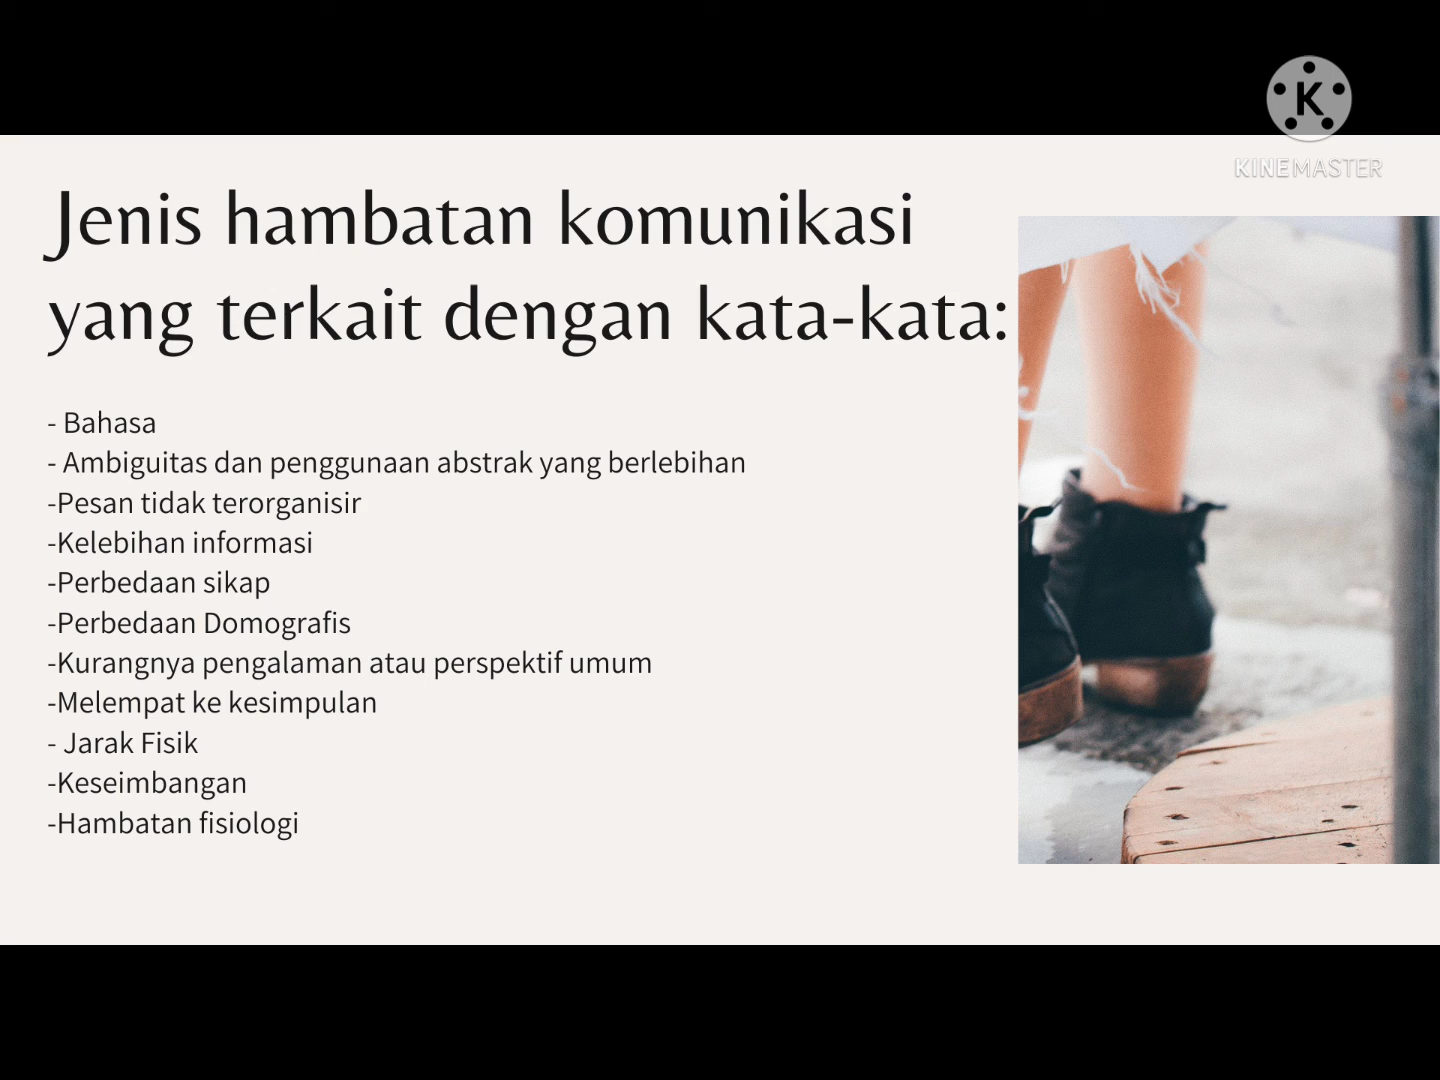 K
KINEMASTER
Jenis hambatan komunikasi
yang terkait dengan kata-kata:
- Bahasa
- Ambiguitas dan penggunaan abstrak yang berlebihan
-Pesan tidak terorganisir
-Kelebihan informasi
-Perbedaan sikap
-Perbedaan Domografis
-Kurangnya pengalaman atau perspektif umum
-Melempat ke kesimpulan
- Jarak Fisik
-Keseimbangan
-Hambatan fisiologi